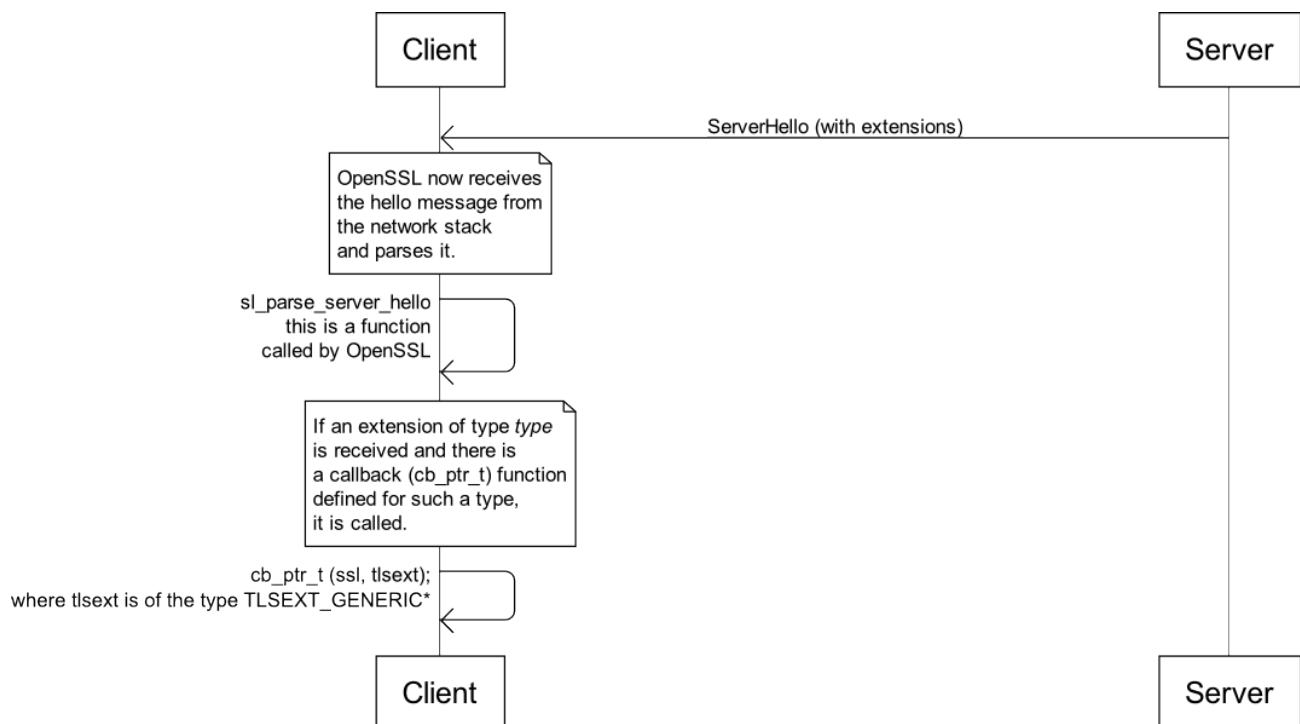 Client
Server
ServerHello (with extensions)
OpenSSL now receives
the hello message from
the network stack
and parses it.
sl_parse_server_hello
this is a function
called by OpenSSL
If an extension of type type
is received and there is
a callback (cb_ptr_t) function
defined for such a type,
it is called.
cb_ptr_t (ssl, tlsext);
where tlsext is of the type TLSEXT_GENERIC*
Client
Server